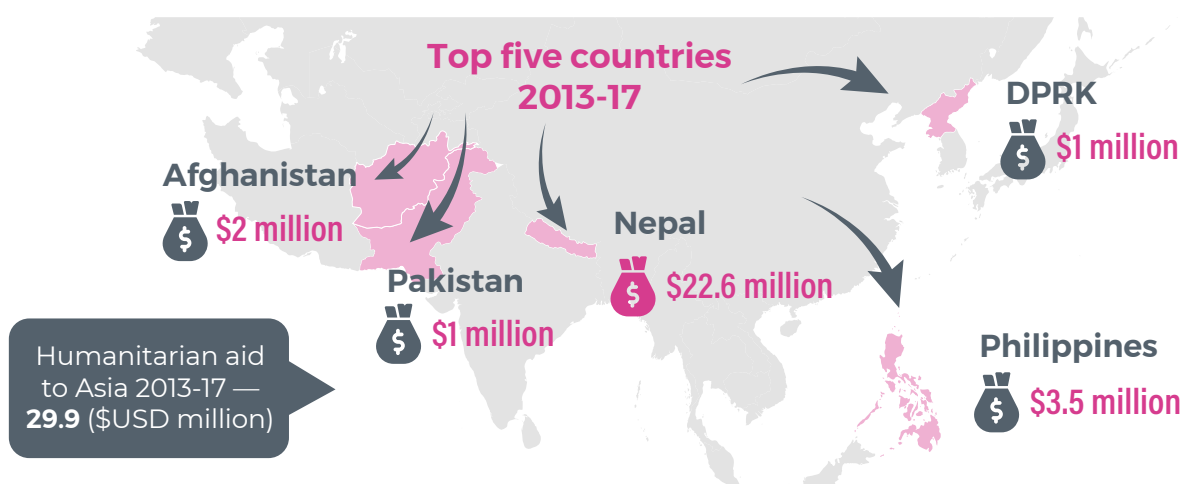 Top five countries
2013-17
DPRK
$
$1 million
Afghanistan
$
$2 million
Nepal
$
$22.6 million
Pakistan
$
$1 million
Humanitarian aid
to Asia 2013-17 —
29.9 ($USD million)
Philippines
$
$3.5 million